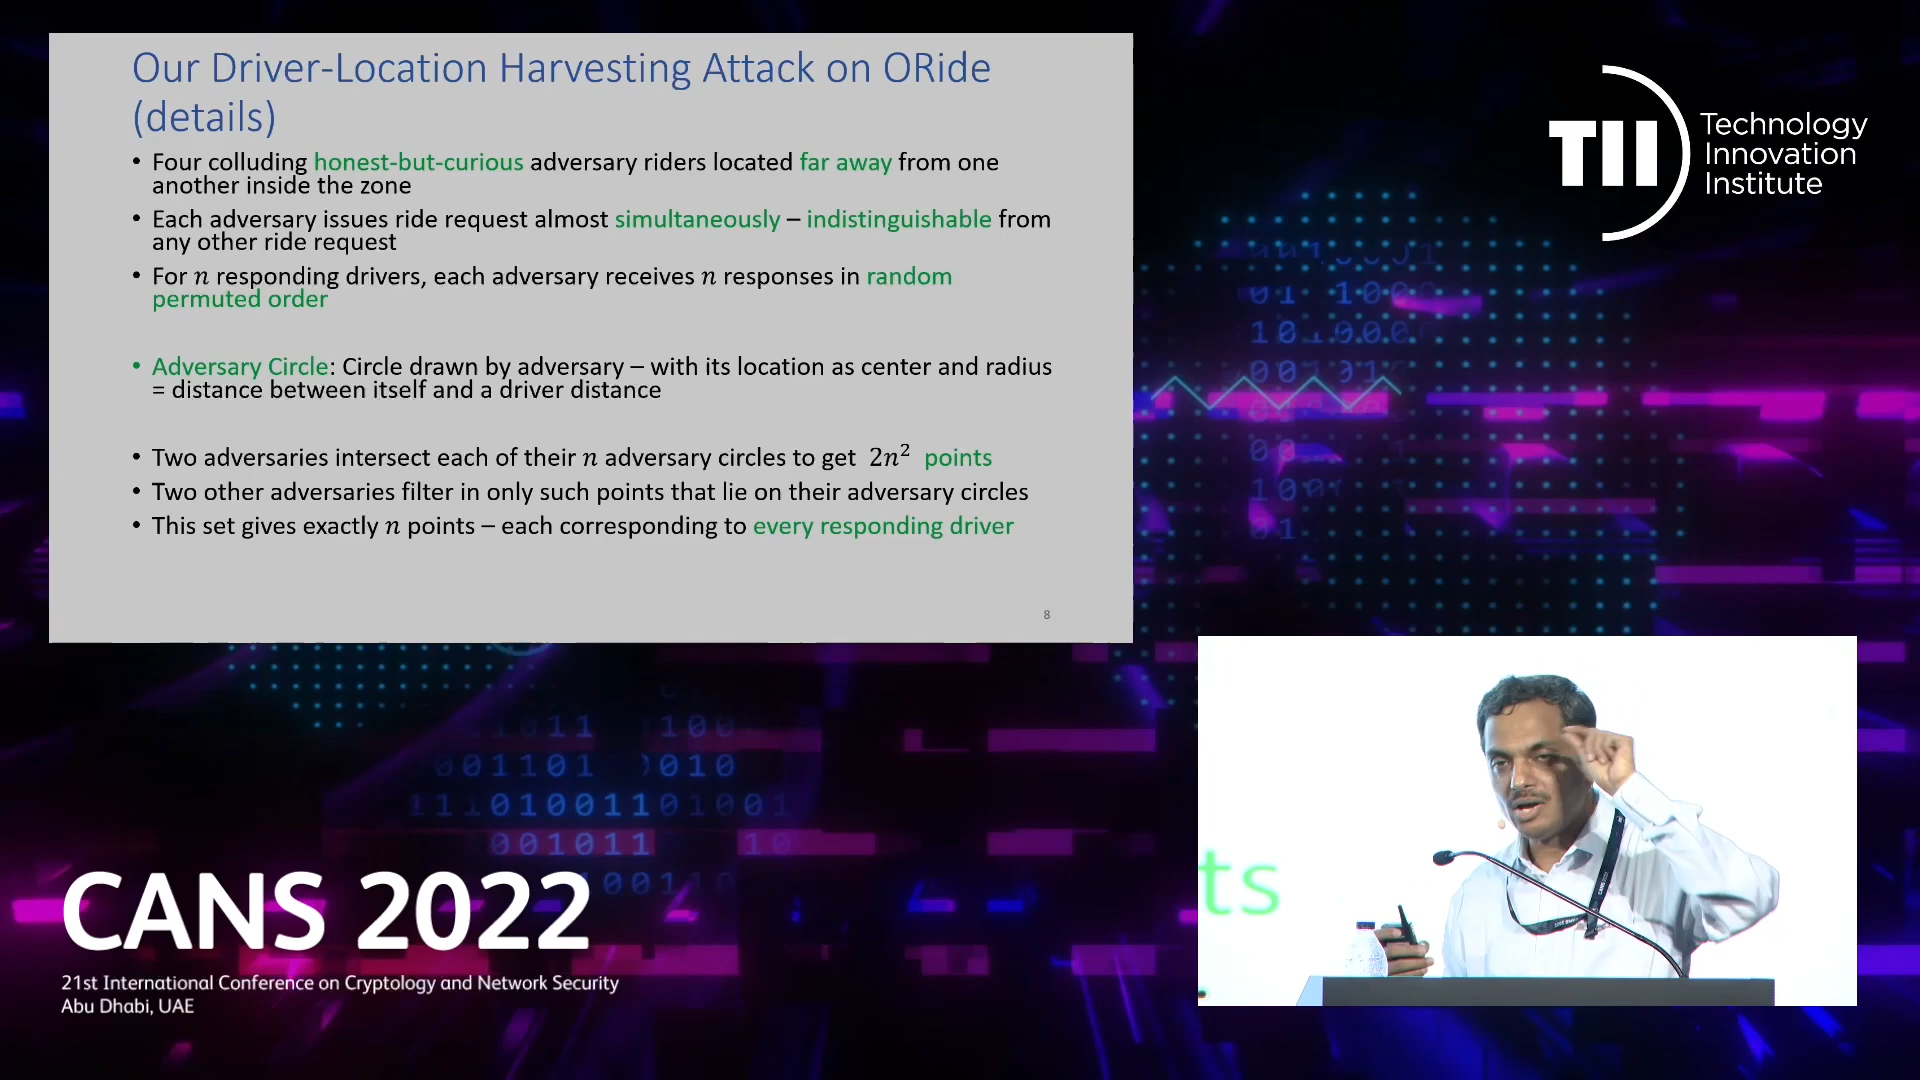 Our Driver-Location Harvesting Attack on ORide
(details)
• Four colluding honest-but-curious adversary riders located far away from one
another inside the zone
• Each adversary issues ride request almost simultaneously – indistinguishable from
any other ride request
• For n responding drivers, each adversary receives n responses in random
permuted order
• Adversary Circle: Circle drawn by adversary – with its location as center and radius
= distance between itself and a driver distance
• Two adversaries intersect each of their n adversary circles to get 2n² points
• Two other adversaries filter in only such points that lie on their adversary circles
• This set gives exactly n points – each corresponding to every responding driver
8
TII
Technology
Innovation
Institute
ts
CANS 2022
21st International Conference on Cryptology and Network Security
Abu Dhabi, UAE